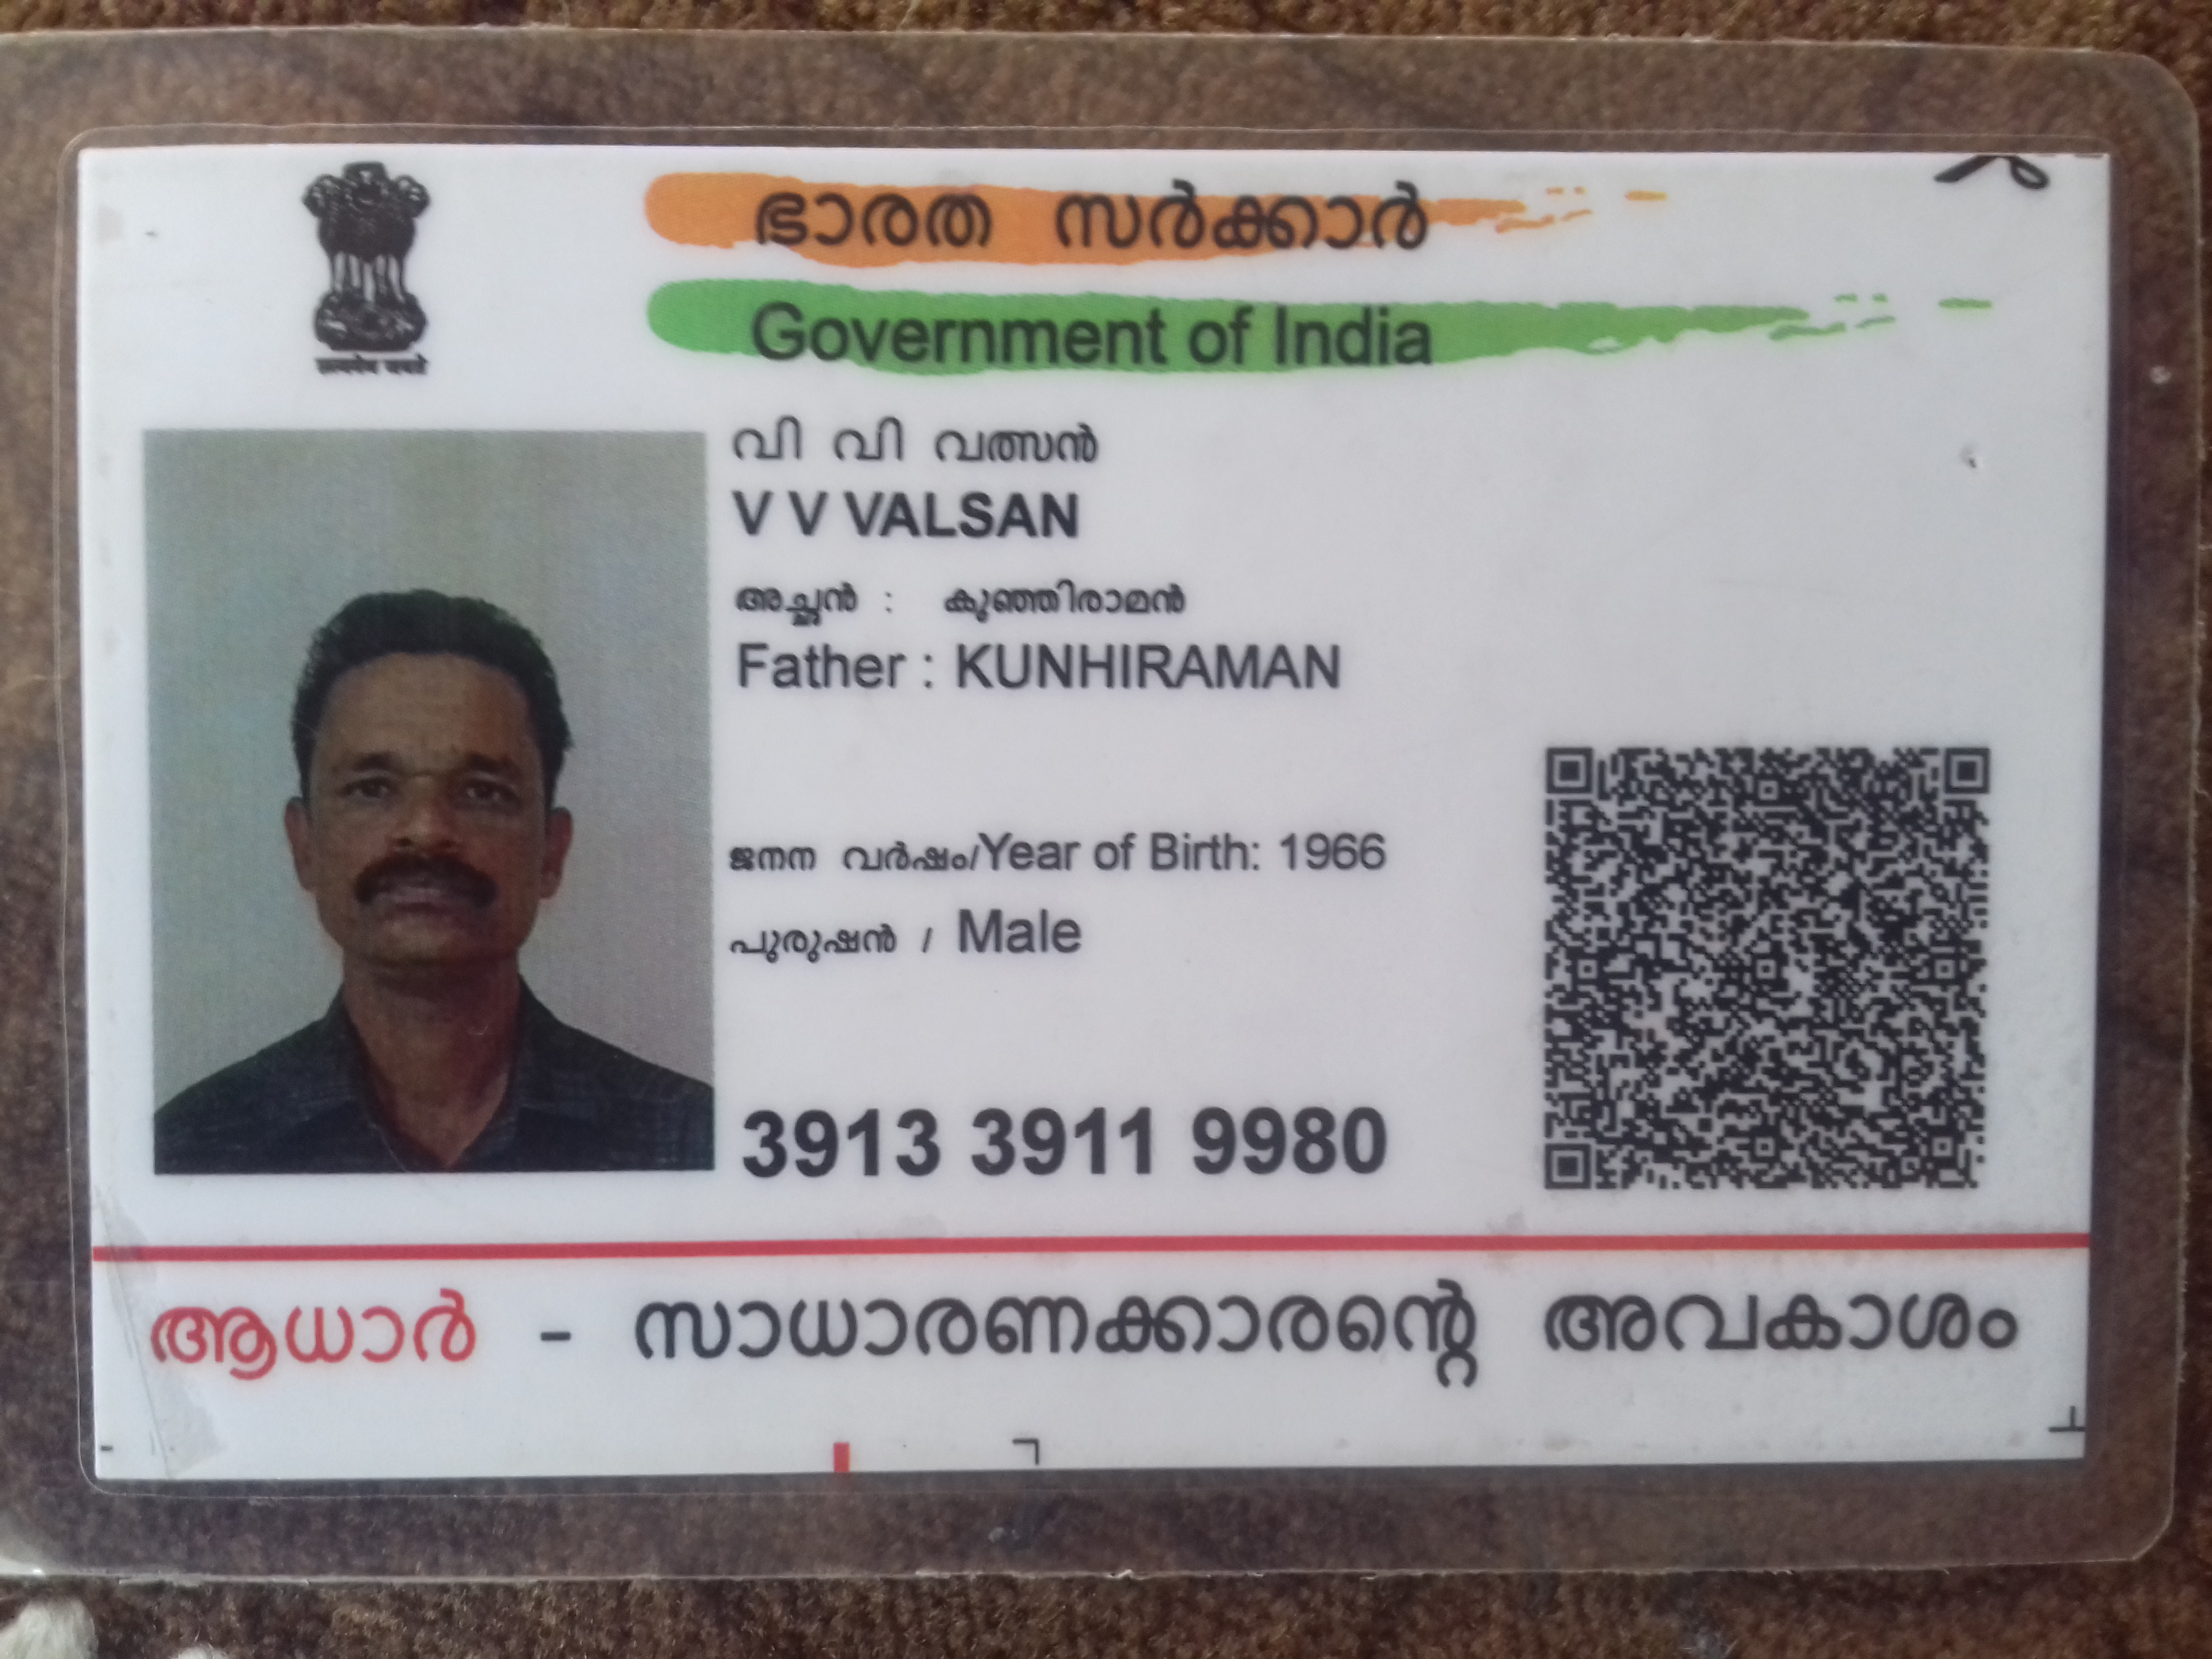 ഭാരത സർക്കാർ
Government of India
വി വി വത്സൻ
V V VALSAN
അച്ഛൻ : കുഞ്ഞിരാമൻ
Father : KUNHIRAMAN
ജനന വർഷം/Year of Birth: 1966
പുരുഷൻ / Male
3913 3911 9980
ആധാർ - സാധാരണക്കാരന്റെ അവകാശം